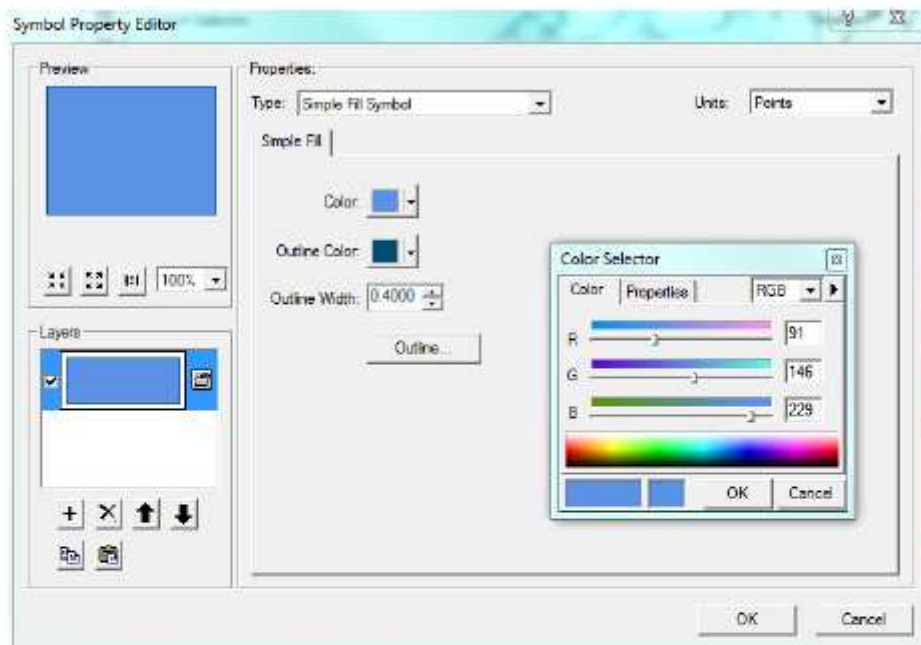 Symbol Property Editor
Preview
100%
Layers
Properties:
Type: Simple Fill Symbol
Units: Points
Simple Fill
Color:
Outline Color:
Outline Width: 0.4000
Outline...
Color Selector
Color Properties RGB
R 91
G 146
B 229
OK Cancel
OK Cancel